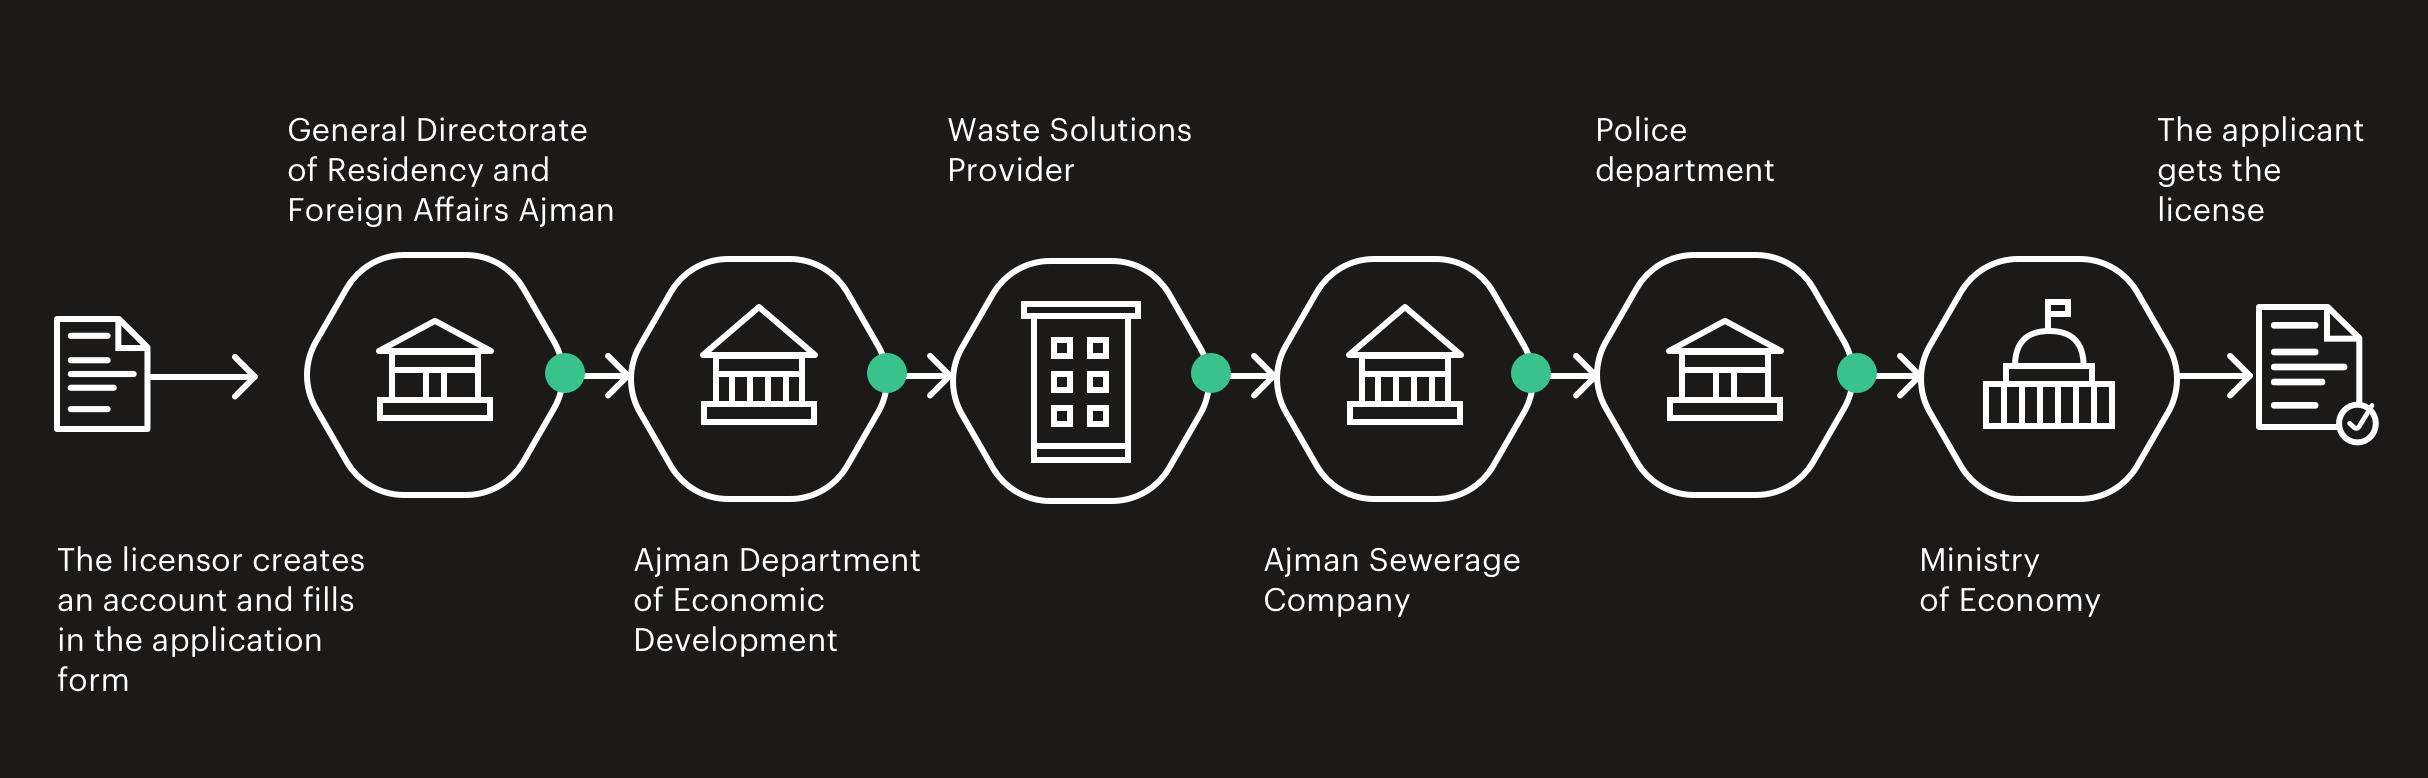 General Directorate
of Residency and
Foreign Affairs Ajman
Waste Solutions
Provider
Police
department
The applicant
gets the
license
The licensor creates
an account and fills
in the application
form
Ajman Department
of Economic
Development
Ajman Sewerage
Company
Ministry
of Economy